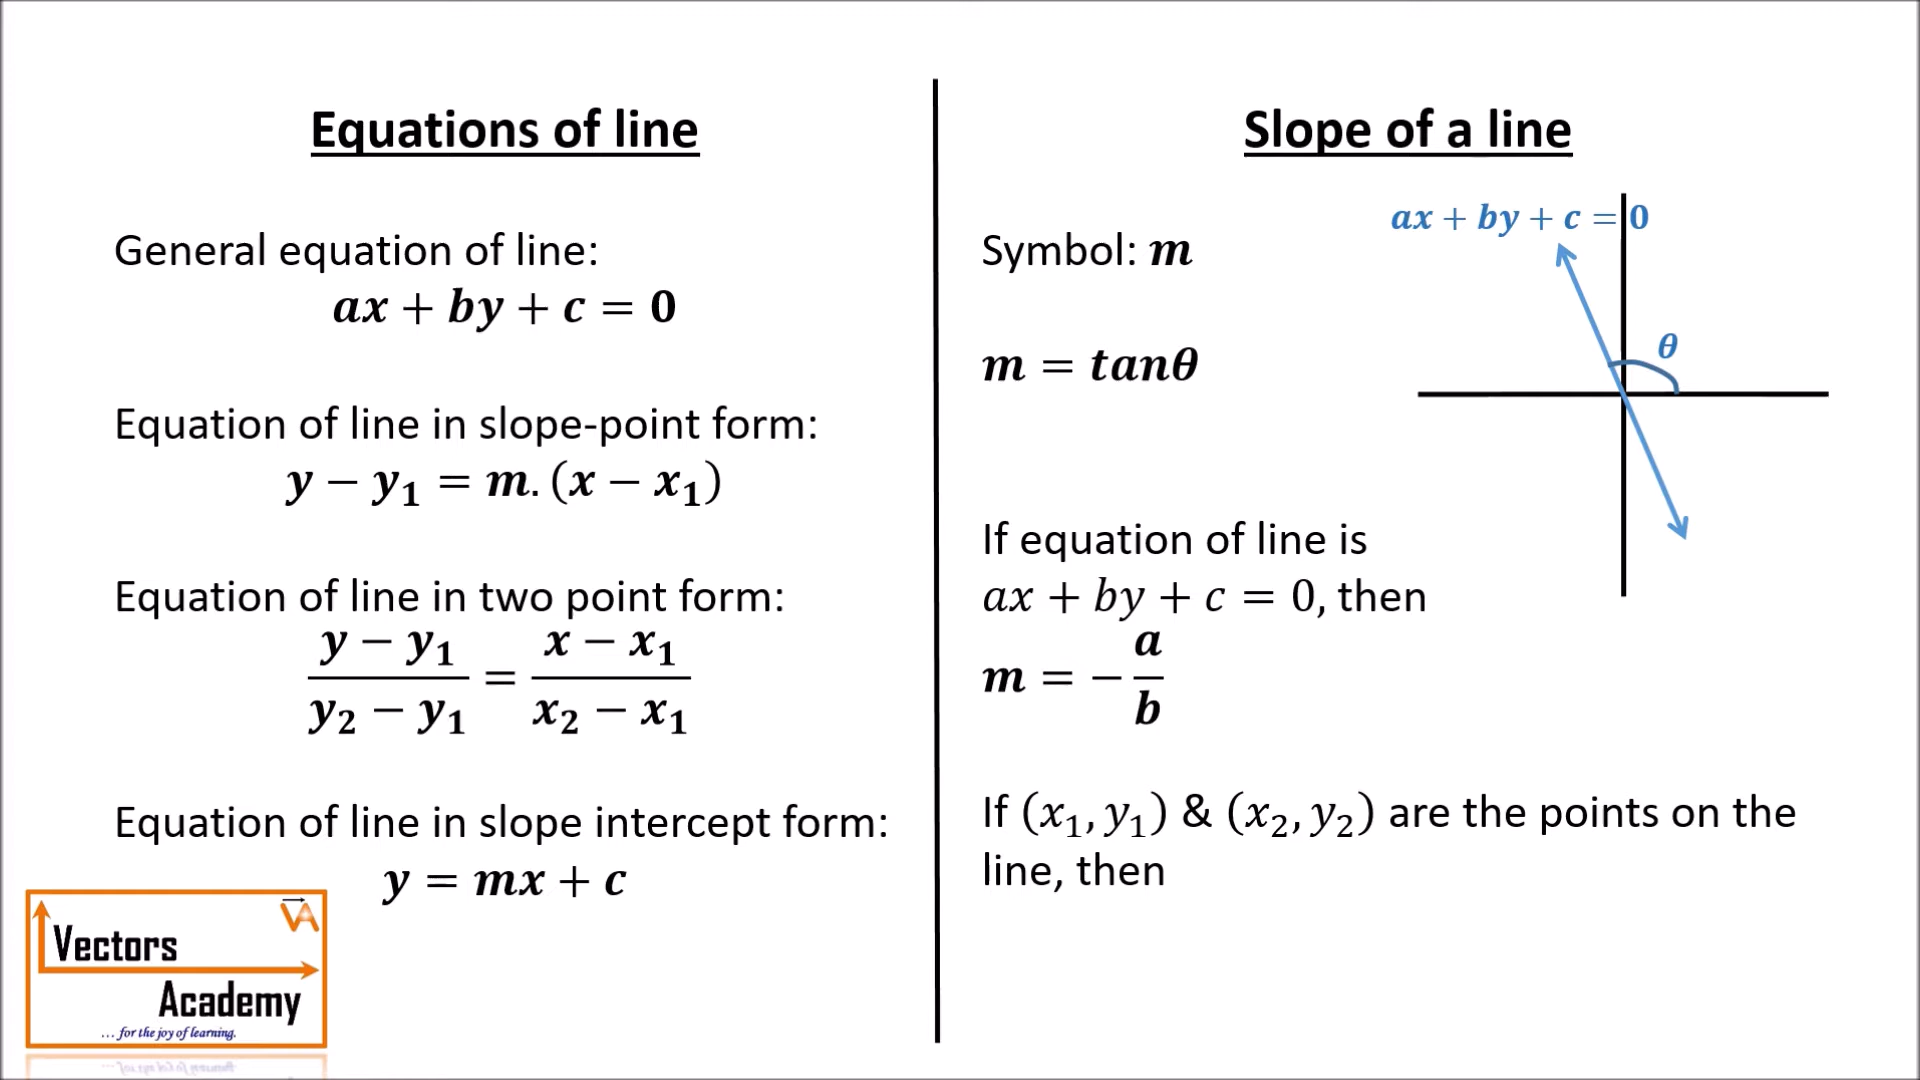 Equations of line
General equation of line:
ax + by + c = 0
Equation of line in slope-point form:
y − y₁ = m.(x − x₁)
Equation of line in two point form:
y − y₁ / y₂ − y₁ = x − x₁ / x₂ − x₁
Equation of line in slope intercept form:
y = mx + c
VA
Vectors
Academy
... for the joy of learning.
Slope of a line
ax + by + c = 0
Symbol: m
θ
m = tanθ
If equation of line is
ax + by + c = 0, then
m = − a / b
If (x₁, y₁) & (x₂, y₂) are the points on the
line, then